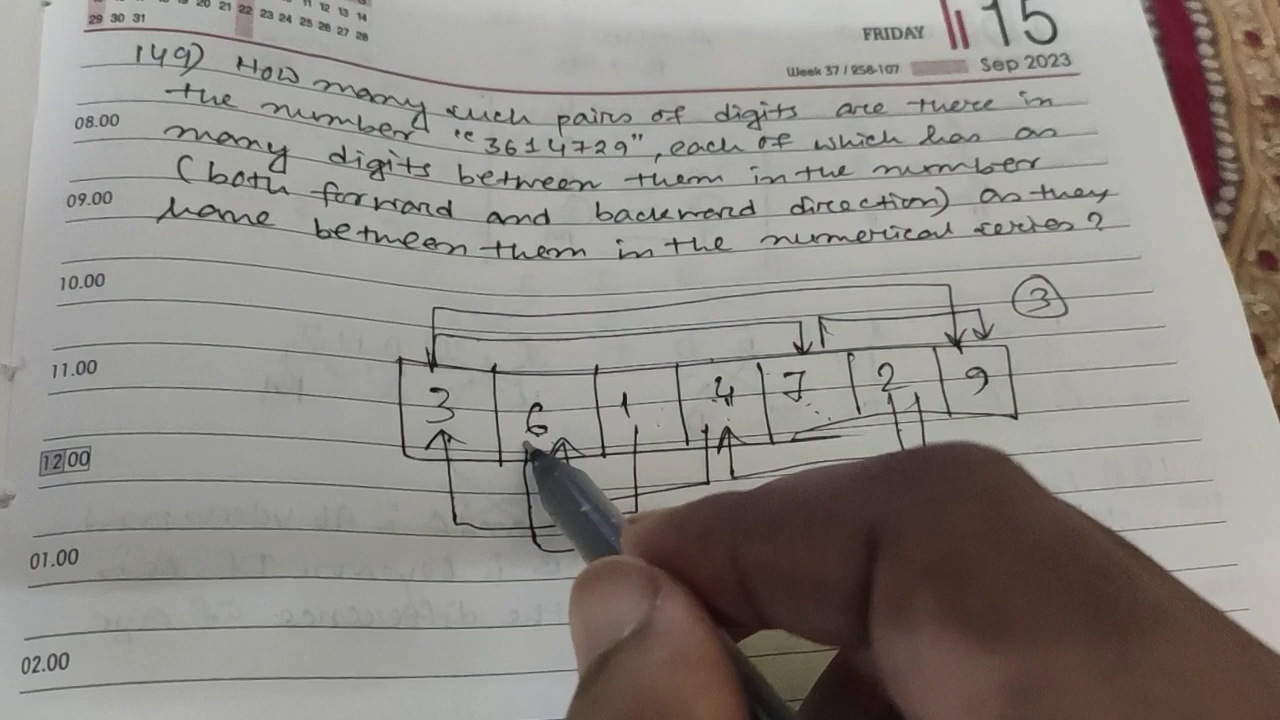 20 21 22 23 24 25 26 27 28
11 12 13 14
29 30 31
FRIDAY 15
Week 37 / 258-107 Sep 2023
149) How many such pairs of digits are there in
the number "3614729", each of which has as
08.00
many digits between them in the number
(both forward and backward direction) as they
09.00
have between them in the numerical series?
10.00
3
11.00
3 6 1 4 7 2 9
12 00
01.00
02.00